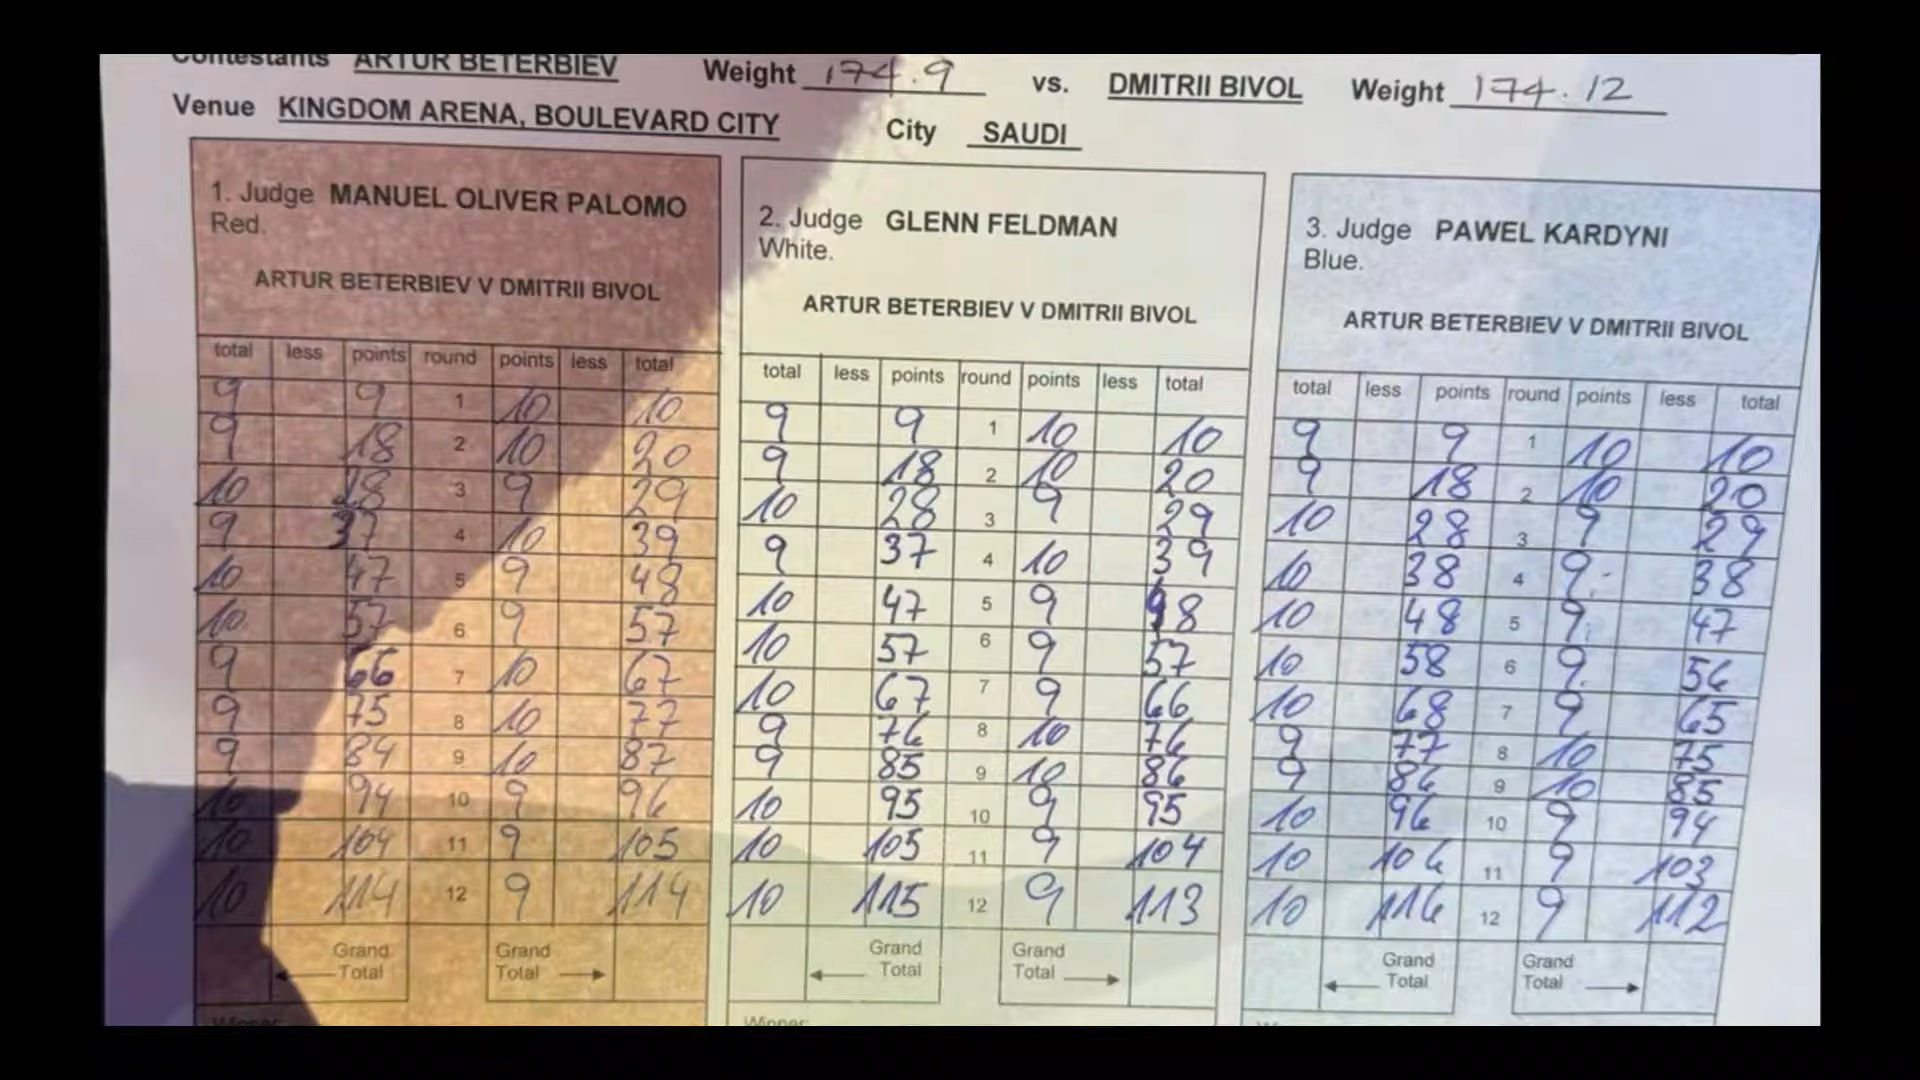 Contestants ARTUR BETERBIEV Weight 174.9 vs. DMITRII BIVOL Weight 174.12
Venue KINGDOM ARENA, BOULEVARD CITY City SAUDI
1. Judge MANUEL OLIVER PALOMO
Red.
ARTUR BETERBIEV V DMITRII BIVOL
total less points round points less total
9 9 1 10 10
9 18 2 10 20
10 28 3 9 29
9 37 4 10 39
10 47 5 9 48
10 57 6 9 57
9 66 7 10 67
9 75 8 10 77
9 84 9 10 87
10 94 10 9 96
10 104 11 9 105
10 114 12 9 114
Grand Total Grand Total
Winner:
2. Judge GLENN FELDMAN
White.
ARTUR BETERBIEV V DMITRII BIVOL
total less points round points less total
9 9 1 10 10
9 18 2 10 20
10 28 3 9 29
9 37 4 10 39
10 47 5 9 48
10 57 6 9 57
10 67 7 9 66
9 76 8 10 76
9 85 9 10 86
10 95 10 9 95
10 105 11 9 104
10 115 12 9 113
Grand Total Grand Total
Winner:
3. Judge PAWEL KARDYNI
Blue.
ARTUR BETERBIEV V DMITRII BIVOL
total less points round points less total
9 9 1 10 10
9 18 2 10 20
10 28 3 9 29
10 38 4 9 38
10 48 5 9 47
10 58 6 9 56
10 68 7 9 65
9 77 8 10 75
9 86 9 10 85
10 96 10 9 94
10 106 11 9 103
10 116 12 9 112
Grand Total Grand Total